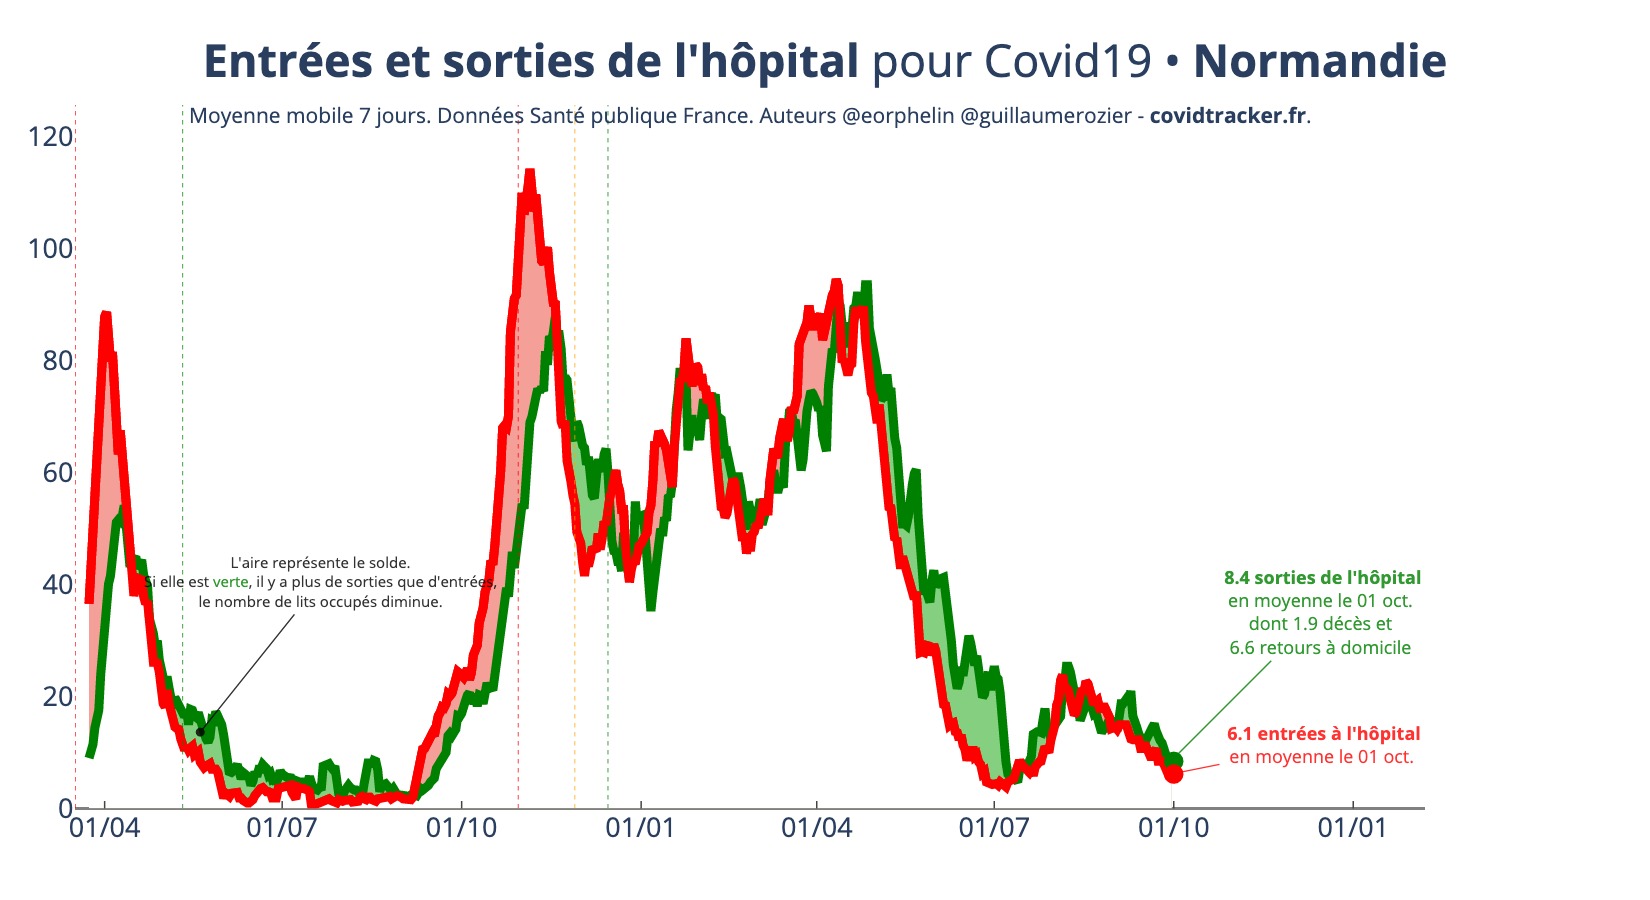 Entrées et sorties de l'hôpital pour Covid19 • Normandie
Moyenne mobile 7 jours. Données Santé publique France. Auteurs @eorphelin @guillaumerozier - covidtracker.fr.
120
100
80
60
40
20
0
L'aire représente le solde.
Si elle est verte, il y a plus de sorties que d'entrées,
le nombre de lits occupés diminue.
8.4 sorties de l'hôpital
en moyenne le 01 oct.
dont 1.9 décès et
6.6 retours à domicile
6.1 entrées à l'hôpital
en moyenne le 01 oct.
01/04 01/07 01/10 01/01 01/04 01/07 01/10 01/01